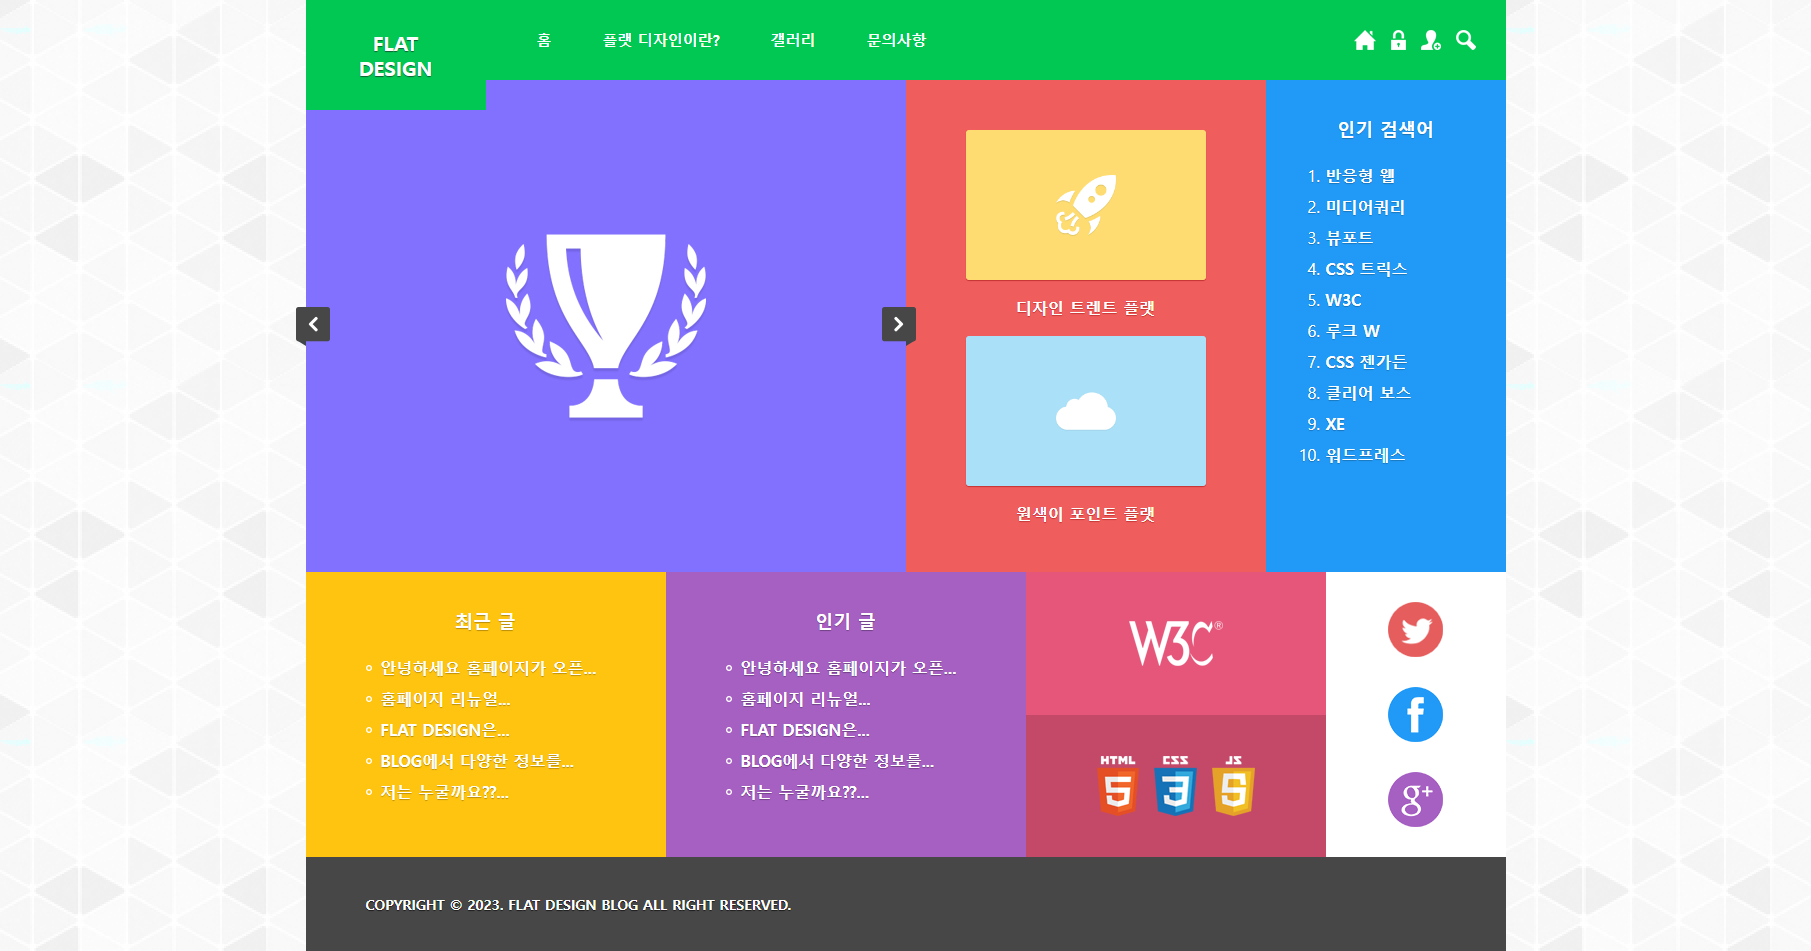 FLAT
DESIGN
홈
플랫 디자인이란?
갤러리
문의사항
디자인 트렌트 플랫
원색이 포인트 플랫
인기 검색어
1. 반응형 웹
2. 미디어쿼리
3. 뷰포트
4. CSS 트릭스
5. W3C
6. 루크 W
7. CSS 젠가든
8. 클리어 보스
9. XE
10. 워드프레스
최근 글
안녕하세요 홈페이지가 오픈...
홈페이지 리뉴얼...
FLAT DESIGN은...
BLOG에서 다양한 정보를...
저는 누굴까요??...
인기 글
안녕하세요 홈페이지가 오픈...
홈페이지 리뉴얼...
FLAT DESIGN은...
BLOG에서 다양한 정보를...
저는 누굴까요??...
W3C®
HTML CSS JS
5 3 5
g+
COPYRIGHT © 2023. FLAT DESIGN BLOG ALL RIGHT RESERVED.